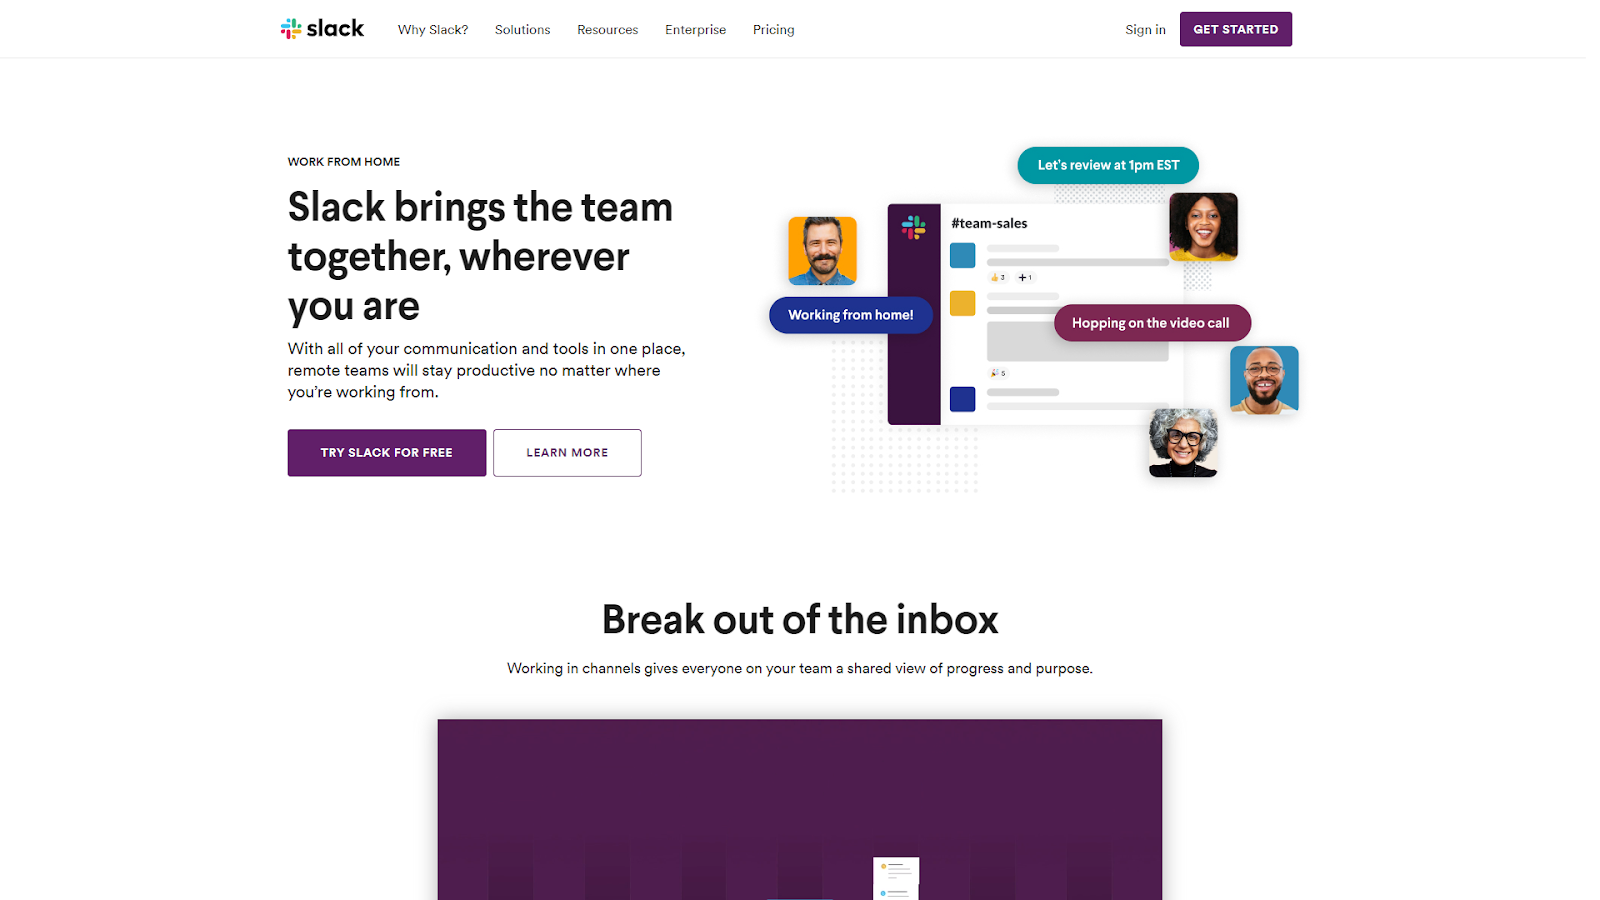 slack
Why Slack?
Solutions
Resources
Enterprise
Pricing
Sign in
GET STARTED
WORK FROM HOME
Slack brings the team
together, wherever
you are
With all of your communication and tools in one place,
remote teams will stay productive no matter where
you’re working from.
TRY SLACK FOR FREE
LEARN MORE
Let's review at 1pm EST
#team-sales
3
1
Working from home!
Hopping on the video call
5
Break out of the inbox
Working in channels gives everyone on your team a shared view of progress and purpose.